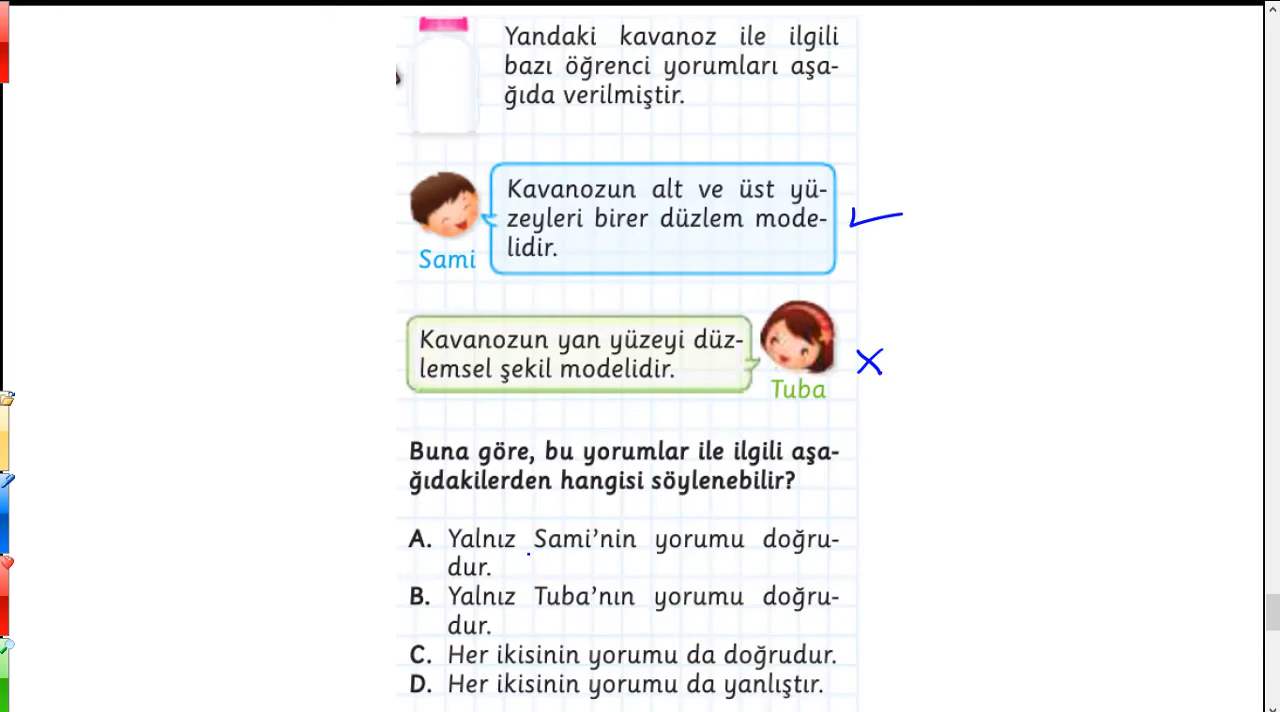 Yandaki kavanoz ile ilgili
bazı öğrenci yorumları aşa-
ğıda verilmiştir.
Kavanozun alt ve üst yü-
zeyleri birer düzlem mode-
lidir.
Sami
Kavanozun yan yüzeyi düz-
lemsel şekil modelidir.
Tuba
Buna göre, bu yorumlar ile ilgili aşa-
ğıdakilerden hangisi söylenebilir?
A. Yalnız Sami'nin yorumu doğru-
dur.
B. Yalnız Tuba'nın yorumu doğru-
dur.
C. Her ikisinin yorumu da doğrudur.
D. Her ikisinin yorumu da yanlıştır.